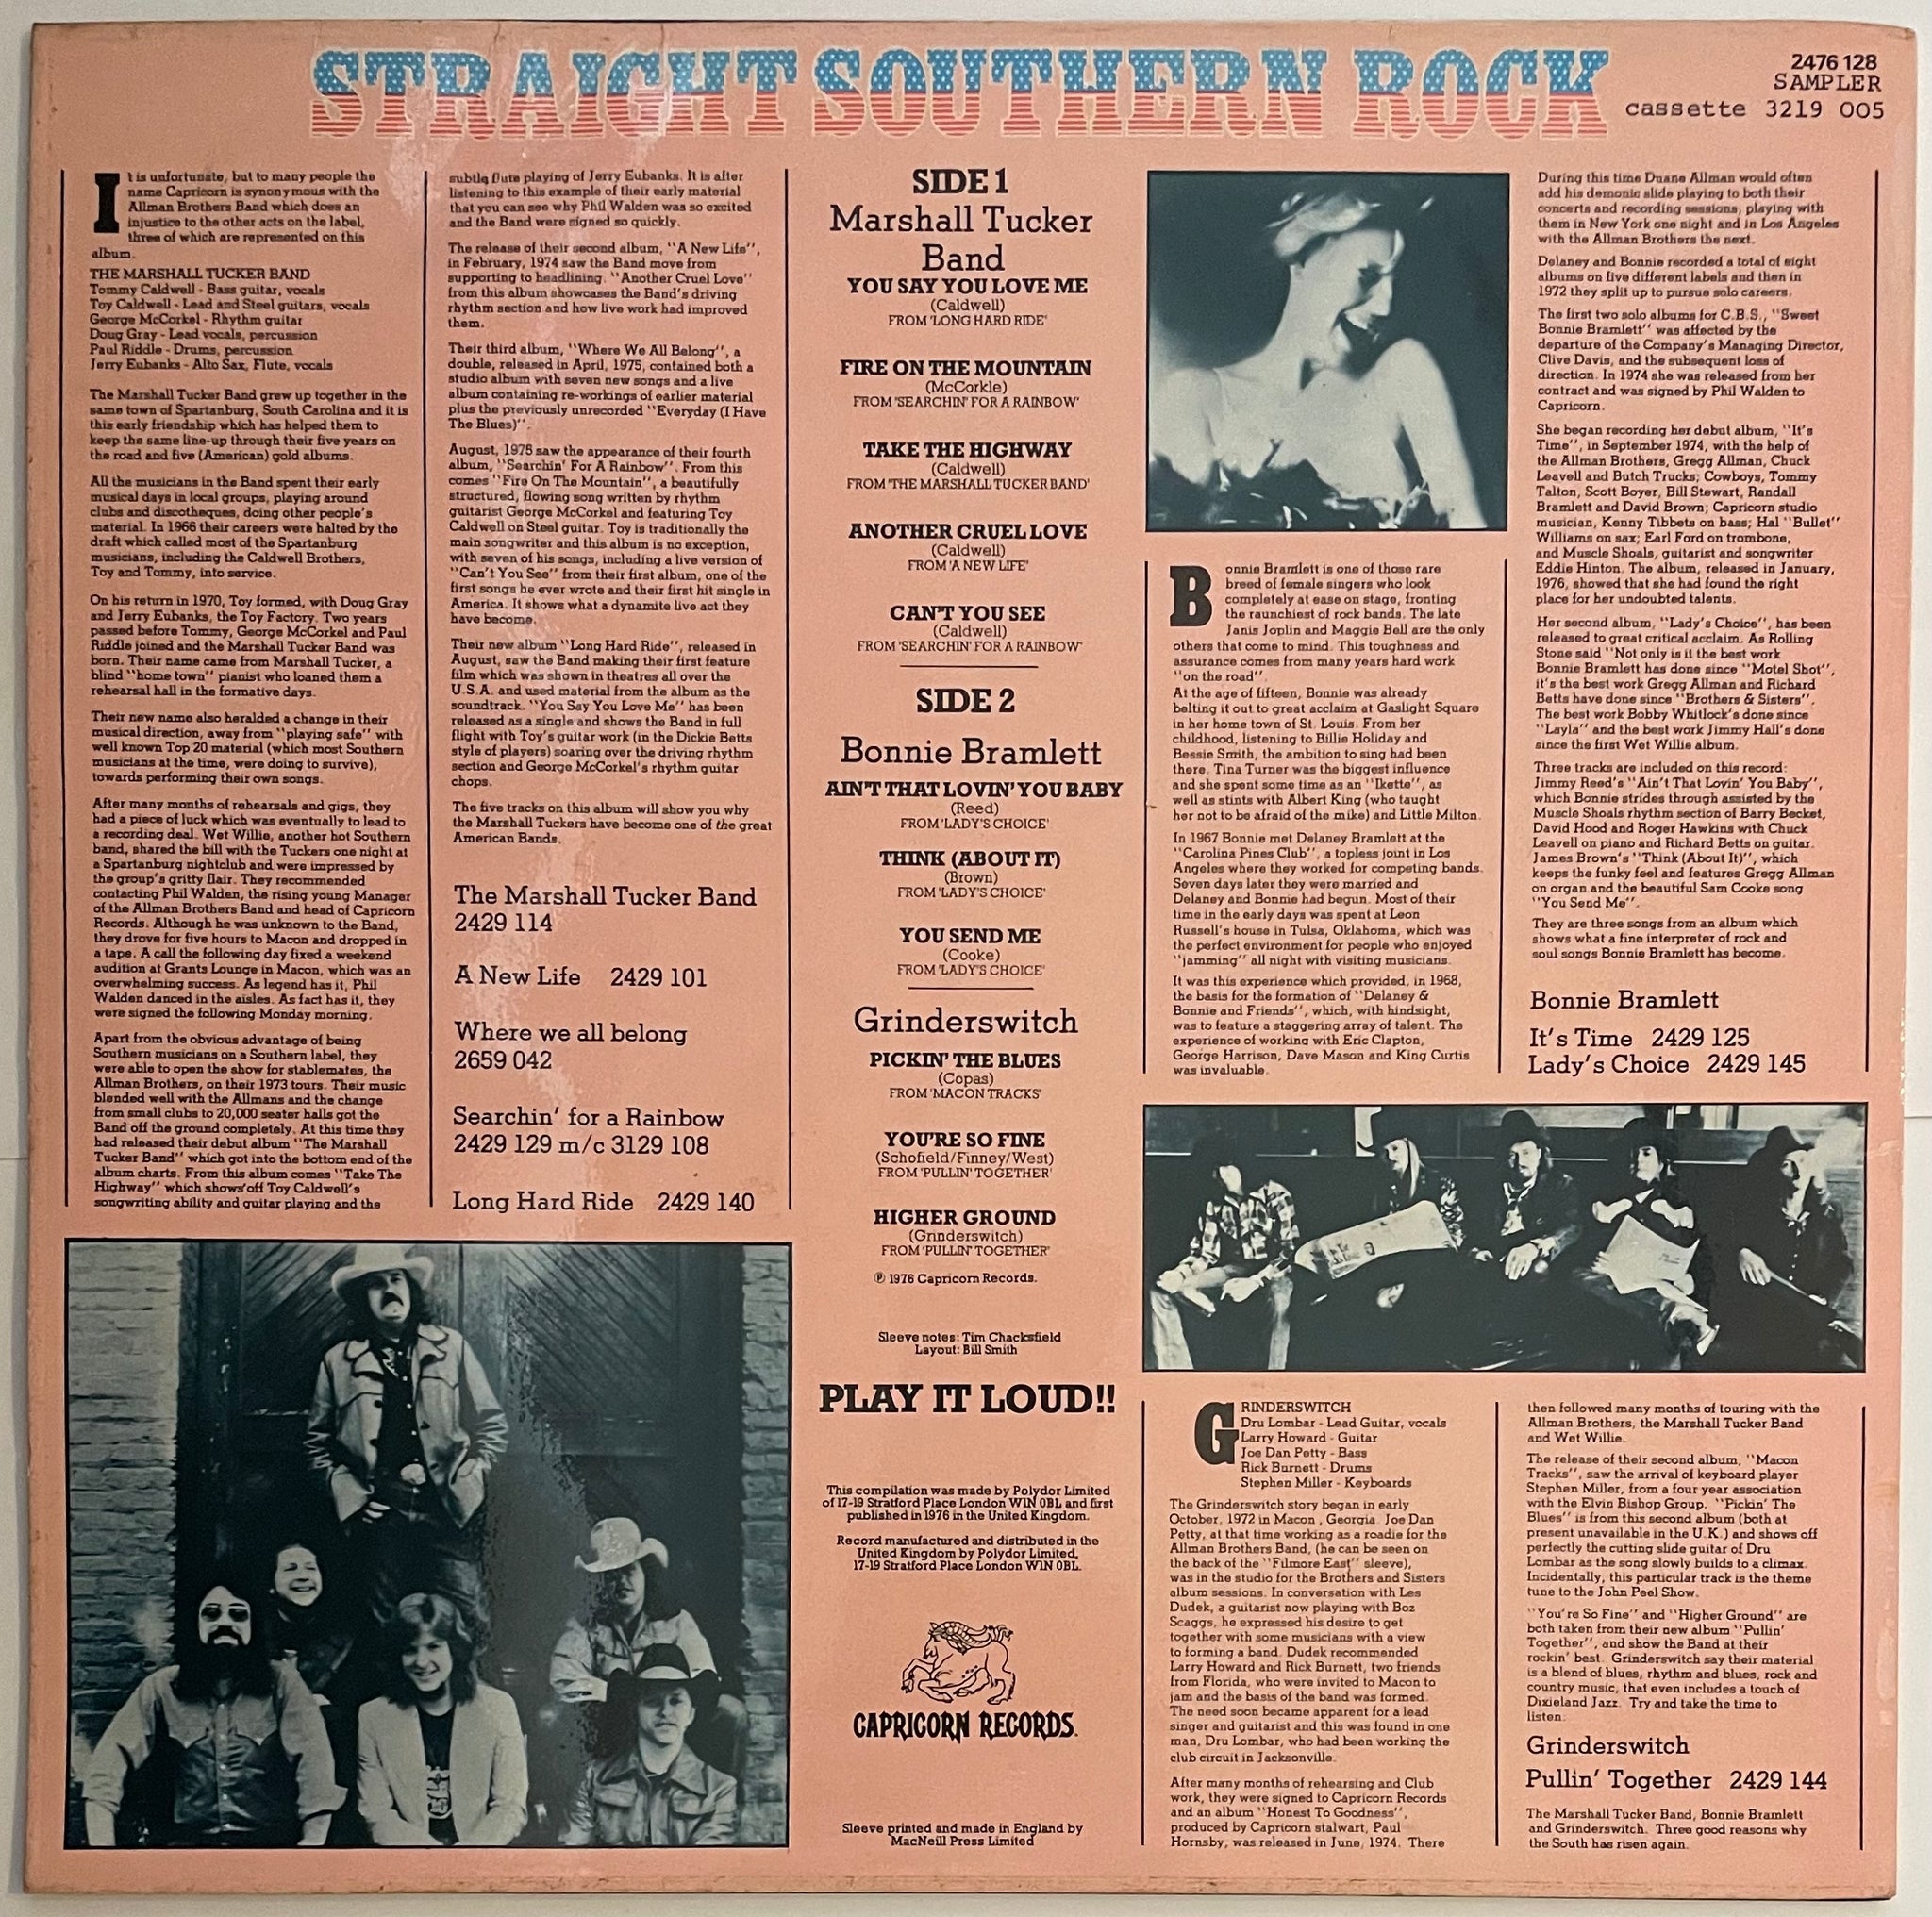 STRAIGHT SOUTHERN ROCK
2476 128
SAMPLER
cassette 3219 005
It is unfortunate, but to many people the
name Capricorn is synonymous with the
Allman Brothers Band which does an
injustice to the other acts on the label,
three of which are represented on this
album.
THE MARSHALL TUCKER BAND
Tommy Caldwell - Bass guitar, vocals
Toy Caldwell - Lead and Steel guitars, vocals
George McCorkel - Rhythm guitar
Doug Gray - Lead vocals, percussion
Paul Riddle - Drums, percussion
Jerry Eubanks - Alto Sax, Flute, vocals
The Marshall Tucker Band grew up together in the
same town of Spartanburg, South Carolina and it is
this early friendship which has helped them to
keep the same line-up through their five years on
the road and five (American) gold albums.
All the musicians in the Band spent their early
musical days in local groups, playing around
clubs and discotheques, doing other people's
material. In 1966 their careers were halted by the
draft which called most of the Spartanburg
musicians, including the Caldwell Brothers,
Toy and Tommy, into service.
On his return in 1970, Toy formed, with Doug Gray
and Jerry Eubanks, the Toy Factory. Two years
passed before Tommy, George McCorkel and Paul
Riddle joined and the Marshall Tucker Band was
born. Their name came from Marshall Tucker, a
blind "home town" pianist who loaned them a
rehearsal hall in the formative days.
Their new name also heralded a change in their
musical direction, away from "playing safe" with
well known Top 20 material (which most Southern
musicians at the time, were doing to survive),
towards performing their own songs.
After many months of rehearsals and gigs, they
had a piece of luck which was eventually to lead to
a recording deal. Wet Willie, another hot Southern
band, shared the bill with the Tuckers one night at
a Spartanburg nightclub and were impressed by
the group's gritty flair. They recommended
contacting Phil Walden, the rising young Manager
of the Allman Brothers Band and head of Capricorn
Records. Although he was unknown to the Band,
they drove for five hours to Macon and dropped in
a tape. A call the following day fixed a weekend
audition at Grants Lounge in Macon, which was an
overwhelming success. As legend has it, Phil
Walden danced in the aisles. As fact has it, they
were signed the following Monday morning.
Apart from the obvious advantage of being
Southern musicians on a Southern label, they
were able to open the show for stablemates, the
Allman Brothers, on their 1973 tours. Their music
blended well with the Allmans and the change
from small clubs to 20,000 seater halls got the
Band off the ground completely. At this time they
had released their debut album "The Marshall
Tucker Band" which got into the bottom end of the
album charts. From this album comes "Take The
Highway" which shows off Toy Caldwell's
songwriting ability and guitar playing and the
subtle flute playing of Jerry Eubanks. It is after
listening to this example of their early material
that you can see why Phil Walden was so excited
and the Band were signed so quickly.
The release of their second album, "A New Life",
in February, 1974 saw the Band move from
supporting to headlining. "Another Cruel Love"
from this album showcases the Band's driving
rhythm section and how live work had improved
them.
Their third album, "Where We All Belong", a
double, released in April, 1975, contained both a
studio album with seven new songs and a live
album containing re-workings of earlier material
plus the previously unrecorded "Everyday (I Have
The Blues)".
August, 1975 saw the appearance of their fourth
album, "Searchin' For A Rainbow". From this
comes "Fire On The Mountain", a beautifully
structured, flowing song written by rhythm
guitarist George McCorkel and featuring Toy
Caldwell on Steel guitar. Toy is traditionally the
main songwriter and this album is no exception,
with seven of his songs, including a live version of
"Can't You See" from their first album, one of the
first songs he ever wrote and their first hit single in
America. It shows what a dynamite live act they
have become.
Their new album "Long Hard Ride", released in
August, saw the Band making their first feature
film which was shown in theatres all over the
U.S.A. and used material from the album as the
soundtrack. "You Say You Love Me" has been
released as a single and shows the Band in full
flight with Toy's guitar work (in the Dickie Betts
style of players) soaring over the driving rhythm
section and George McCorkel's rhythm guitar
chops.
The five tracks on this album will show you why
the Marshall Tuckers have become one of the great
American Bands.
The Marshall Tucker Band
2429 114
A New Life 2429 101
Where we all belong
2659 042
Searchin' for a Rainbow
2429 129 m/c 3129 108
Long Hard Ride 2429 140
SIDE 1
Marshall Tucker
Band
YOU SAY YOU LOVE ME
(Caldwell)
FROM 'LONG HARD RIDE'
FIRE ON THE MOUNTAIN
(McCorkle)
FROM 'SEARCHIN' FOR A RAINBOW'
TAKE THE HIGHWAY
(Caldwell)
FROM 'THE MARSHALL TUCKER BAND'
ANOTHER CRUEL LOVE
(Caldwell)
FROM 'A NEW LIFE'
CAN'T YOU SEE
(Caldwell)
FROM 'SEARCHIN' FOR A RAINBOW'
SIDE 2
Bonnie Bramlett
AIN'T THAT LOVIN' YOU BABY
(Reed)
FROM 'LADY'S CHOICE'
THINK (ABOUT IT)
(Brown)
FROM 'LADY'S CHOICE'
YOU SEND ME
(Cooke)
FROM 'LADY'S CHOICE'
Grinderswitch
PICKIN' THE BLUES
(Copas)
FROM 'MACON TRACKS'
YOU'RE SO FINE
(Schofield/Finney/West)
FROM 'PULLIN' TOGETHER'
HIGHER GROUND
(Grinderswitch)
FROM 'PULLIN' TOGETHER'
℗ 1976 Capricorn Records.
Sleeve notes: Tim Chacksfield
Layout: Bill Smith
PLAY IT LOUD!!
This compilation was made by Polydor Limited
of 17-19 Stratford Place London W1N 0BL and first
published in 1976 in the United Kingdom.
Record manufactured and distributed in the
United Kingdom by Polydor Limited,
17-19 Stratford Place London W1N 0BL.
CAPRICORN RECORDS.
Sleeve printed and made in England by
MacNeill Press Limited
Bonnie Bramlett is one of those rare
breed of female singers who look
completely at ease on stage, fronting
the raunchiest of rock bands. The late
Janis Joplin and Maggie Bell are the only
others that come to mind. This toughness and
assurance comes from many years hard work
"on the road".
At the age of fifteen, Bonnie was already
belting it out to great acclaim at Gaslight Square
in her home town of St. Louis. From her
childhood, listening to Billie Holiday and
Bessie Smith, the ambition to sing had been
there. Tina Turner was the biggest influence
and she spent some time as an "Ikette", as
well as stints with Albert King (who taught
her not to be afraid of the mike) and Little Milton.
In 1967 Bonnie met Delaney Bramlett at the
"Carolina Pines Club", a topless joint in Los
Angeles where they worked for competing bands.
Seven days later they were married and
Delaney and Bonnie had begun. Most of their
time in the early days was spent at Leon
Russell's house in Tulsa, Oklahoma, which was
the perfect environment for people who enjoyed
"jamming" all night with visiting musicians.
It was this experience which provided, in 1968,
the basis for the formation of "Delaney &
Bonnie and Friends", which, with hindsight,
was to feature a staggering array of talent. The
experience of working with Eric Clapton,
George Harrison, Dave Mason and King Curtis
was invaluable.
During this time Duane Allman would often
add his demonic slide playing to both their
concerts and recording sessions, playing with
them in New York one night and in Los Angeles
with the Allman Brothers the next.
Delaney and Bonnie recorded a total of eight
albums on five different labels and then in
1972 they split up to pursue solo careers.
The first two solo albums for C.B.S., "Sweet
Bonnie Bramlett" was affected by the
departure of the Company's Managing Director,
Clive Davis, and the subsequent loss of
direction. In 1974 she was released from her
contract and was signed by Phil Walden to
Capricorn.
She began recording her debut album, "It's
Time", in September 1974, with the help of
the Allman Brothers, Gregg Allman, Chuck
Leavell and Butch Trucks; Cowboys, Tommy
Talton, Scott Boyer, Bill Stewart, Randall
Bramlett and David Brown; Capricorn studio
musician, Kenny Tibbets on bass; Hal "Bullet"
Williams on sax; Earl Ford on trombone,
and Muscle Shoals, guitarist and songwriter
Eddie Hinton. The album, released in January,
1976, showed that she had found the right
place for her undoubted talents.
Her second album, "Lady's Choice", has been
released to great critical acclaim. As Rolling
Stone said "Not only is it the best work
Bonnie Bramlett has done since "Motel Shot",
it's the best work Gregg Allman and Richard
Betts have done since "Brothers & Sisters".
The best work Bobby Whitlock's done since
"Layla" and the best work Jimmy Hall's done
since the first Wet Willie album.
Three tracks are included on this record:
Jimmy Reed's "Ain't That Lovin' You Baby",
which Bonnie strides through assisted by the
Muscle Shoals rhythm section of Barry Becket,
David Hood and Roger Hawkins with Chuck
Leavell on piano and Richard Betts on guitar.
James Brown's "Think (About It)", which
keeps the funky feel and features Gregg Allman
on organ and the beautiful Sam Cooke song
"You Send Me".
They are three songs from an album which
shows what a fine interpreter of rock and
soul songs Bonnie Bramlett has become.
Bonnie Bramlett
It's Time 2429 125
Lady's Choice 2429 145
GRINDERSWITCH
Dru Lombar - Lead Guitar, vocals
Larry Howard - Guitar
Joe Dan Petty - Bass
Rick Burnett - Drums
Stephen Miller - Keyboards
The Grinderswitch story began in early
October, 1972 in Macon, Georgia. Joe Dan
Petty, at that time working as a roadie for the
Allman Brothers Band, (he can be seen on
the back of the "Filmore East" sleeve),
was in the studio for the Brothers and Sisters
album sessions. In conversation with Les
Dudek, a guitarist now playing with Boz
Scaggs, he expressed his desire to get
together with some musicians with a view
to forming a band. Dudek recommended
Larry Howard and Rick Burnett, two friends
from Florida, who were invited to Macon to
jam and the basis of the band was formed.
The need soon became apparent for a lead
singer and guitarist and this was found in one
man, Dru Lombar, who had been working the
club circuit in Jacksonville.
After many months of rehearsing and Club
work, they were signed to Capricorn Records
and an album "Honest To Goodness",
produced by Capricorn stalwart, Paul
Hornsby, was released in June, 1974. There
then followed many months of touring with the
Allman Brothers, the Marshall Tucker Band
and Wet Willie.
The release of their second album, "Macon
Tracks", saw the arrival of keyboard player
Stephen Miller, from a four year association
with the Elvin Bishop Group. "Pickin' The
Blues" is from this second album (both at
present unavailable in the U.K.) and shows off
perfectly the cutting slide guitar of Dru
Lombar as the song slowly builds to a climax.
Incidentally, this particular track is the theme
tune to the John Peel Show.
"You're So Fine" and "Higher Ground" are
both taken from their new album "Pullin'
Together", and show the Band at their
rockin' best. Grinderswitch say their material
is a blend of blues, rhythm and blues, rock and
country music, that even includes a touch of
Dixieland Jazz. Try and take the time to
listen.
Grinderswitch
Pullin' Together 2429 144
The Marshall Tucker Band, Bonnie Bramlett
and Grinderswitch. Three good reasons why
the South has risen again.